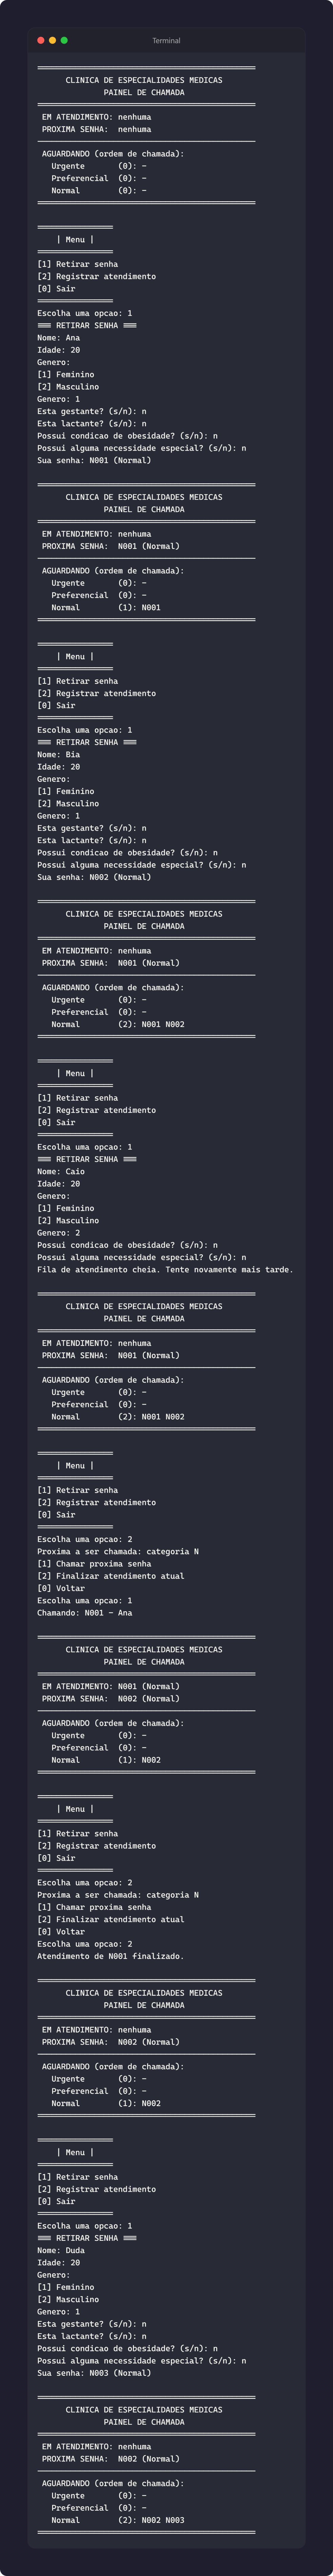 Terminal
==============================================
CLINICA DE ESPECIALIDADES MEDICAS
PAINEL DE CHAMADA
==============================================
EM ATENDIMENTO: nenhuma
PROXIMA SENHA:  nenhuma
----------------------------------------------
AGUARDANDO (ordem de chamada):
Urgente       (0): -
Preferencial  (0): -
Normal        (0): -
==============================================
================
| Menu |
================
[1] Retirar senha
[2] Registrar atendimento
[0] Sair
================
Escolha uma opcao: 1
=== RETIRAR SENHA ===
Nome: Ana
Idade: 20
Genero:
[1] Feminino
[2] Masculino
Genero: 1
Esta gestante? (s/n): n
Esta lactante? (s/n): n
Possui condicao de obesidade? (s/n): n
Possui alguma necessidade especial? (s/n): n
Sua senha: N001 (Normal)
==============================================
CLINICA DE ESPECIALIDADES MEDICAS
PAINEL DE CHAMADA
==============================================
EM ATENDIMENTO: nenhuma
PROXIMA SENHA:  N001 (Normal)
----------------------------------------------
AGUARDANDO (ordem de chamada):
Urgente       (0): -
Preferencial  (0): -
Normal        (1): N001
==============================================
================
| Menu |
================
[1] Retirar senha
[2] Registrar atendimento
[0] Sair
================
Escolha uma opcao: 1
=== RETIRAR SENHA ===
Nome: Bia
Idade: 20
Genero:
[1] Feminino
[2] Masculino
Genero: 1
Esta gestante? (s/n): n
Esta lactante? (s/n): n
Possui condicao de obesidade? (s/n): n
Possui alguma necessidade especial? (s/n): n
Sua senha: N002 (Normal)
==============================================
CLINICA DE ESPECIALIDADES MEDICAS
PAINEL DE CHAMADA
==============================================
EM ATENDIMENTO: nenhuma
PROXIMA SENHA:  N001 (Normal)
----------------------------------------------
AGUARDANDO (ordem de chamada):
Urgente       (0): -
Preferencial  (0): -
Normal        (2): N001 N002
==============================================
================
| Menu |
================
[1] Retirar senha
[2] Registrar atendimento
[0] Sair
================
Escolha uma opcao: 1
=== RETIRAR SENHA ===
Nome: Caio
Idade: 20
Genero:
[1] Feminino
[2] Masculino
Genero: 2
Possui condicao de obesidade? (s/n): n
Possui alguma necessidade especial? (s/n): n
Fila de atendimento cheia. Tente novamente mais tarde.
==============================================
CLINICA DE ESPECIALIDADES MEDICAS
PAINEL DE CHAMADA
==============================================
EM ATENDIMENTO: nenhuma
PROXIMA SENHA:  N001 (Normal)
----------------------------------------------
AGUARDANDO (ordem de chamada):
Urgente       (0): -
Preferencial  (0): -
Normal        (2): N001 N002
==============================================
================
| Menu |
================
[1] Retirar senha
[2] Registrar atendimento
[0] Sair
================
Escolha uma opcao: 2
Proxima a ser chamada: categoria N
[1] Chamar proxima senha
[2] Finalizar atendimento atual
[0] Voltar
Escolha uma opcao: 1
Chamando: N001 - Ana
==============================================
CLINICA DE ESPECIALIDADES MEDICAS
PAINEL DE CHAMADA
==============================================
EM ATENDIMENTO: N001 (Normal)
PROXIMA SENHA:  N002 (Normal)
----------------------------------------------
AGUARDANDO (ordem de chamada):
Urgente       (0): -
Preferencial  (0): -
Normal        (1): N002
==============================================
================
| Menu |
================
[1] Retirar senha
[2] Registrar atendimento
[0] Sair
================
Escolha uma opcao: 2
Proxima a ser chamada: categoria N
[1] Chamar proxima senha
[2] Finalizar atendimento atual
[0] Voltar
Escolha uma opcao: 2
Atendimento de N001 finalizado.
==============================================
CLINICA DE ESPECIALIDADES MEDICAS
PAINEL DE CHAMADA
==============================================
EM ATENDIMENTO: nenhuma
PROXIMA SENHA:  N002 (Normal)
----------------------------------------------
AGUARDANDO (ordem de chamada):
Urgente       (0): -
Preferencial  (0): -
Normal        (1): N002
==============================================
================
| Menu |
================
[1] Retirar senha
[2] Registrar atendimento
[0] Sair
================
Escolha uma opcao: 1
=== RETIRAR SENHA ===
Nome: Duda
Idade: 20
Genero:
[1] Feminino
[2] Masculino
Genero: 1
Esta gestante? (s/n): n
Esta lactante? (s/n): n
Possui condicao de obesidade? (s/n): n
Possui alguma necessidade especial? (s/n): n
Sua senha: N003 (Normal)
==============================================
CLINICA DE ESPECIALIDADES MEDICAS
PAINEL DE CHAMADA
==============================================
EM ATENDIMENTO: nenhuma
PROXIMA SENHA:  N002 (Normal)
----------------------------------------------
AGUARDANDO (ordem de chamada):
Urgente       (0): -
Preferencial  (0): -
Normal        (2): N002 N003
==============================================